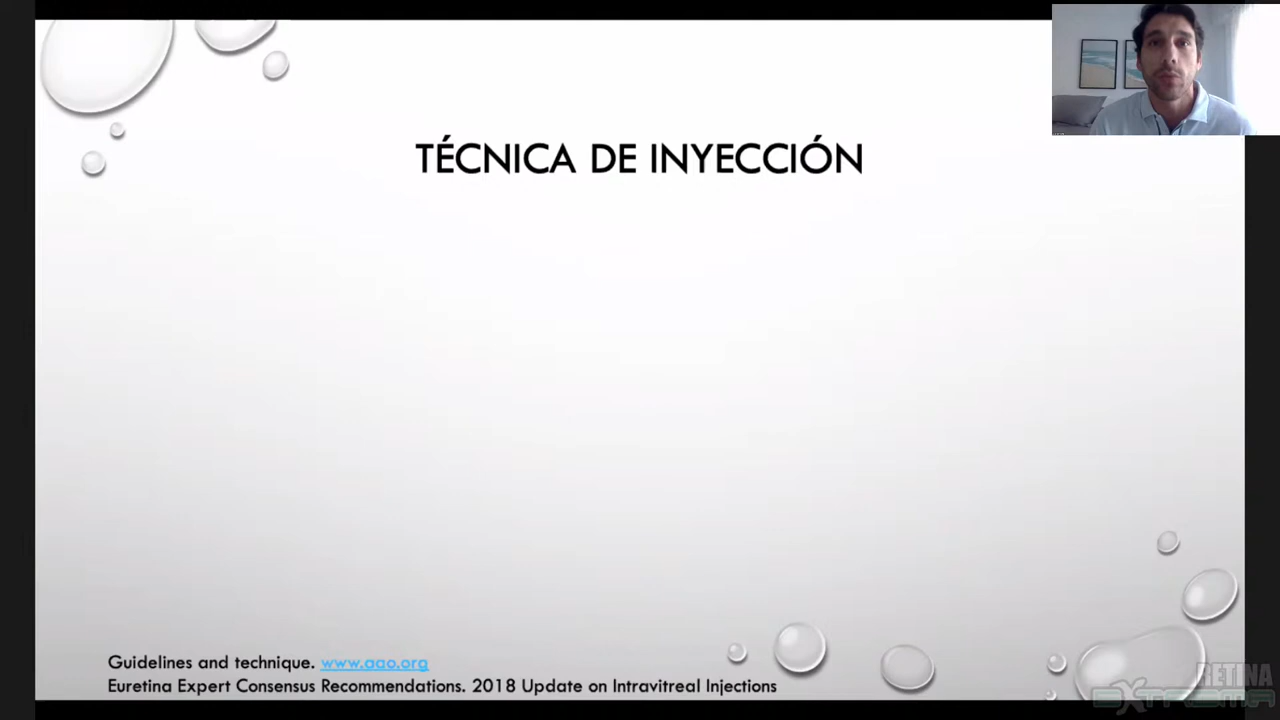 TÉCNICA DE INYECCIÓN
Guidelines and technique. www.aao.org
Euretina Expert Consensus Recommendations. 2018 Update on Intravitreal Injections
RETINA
EXTREMA